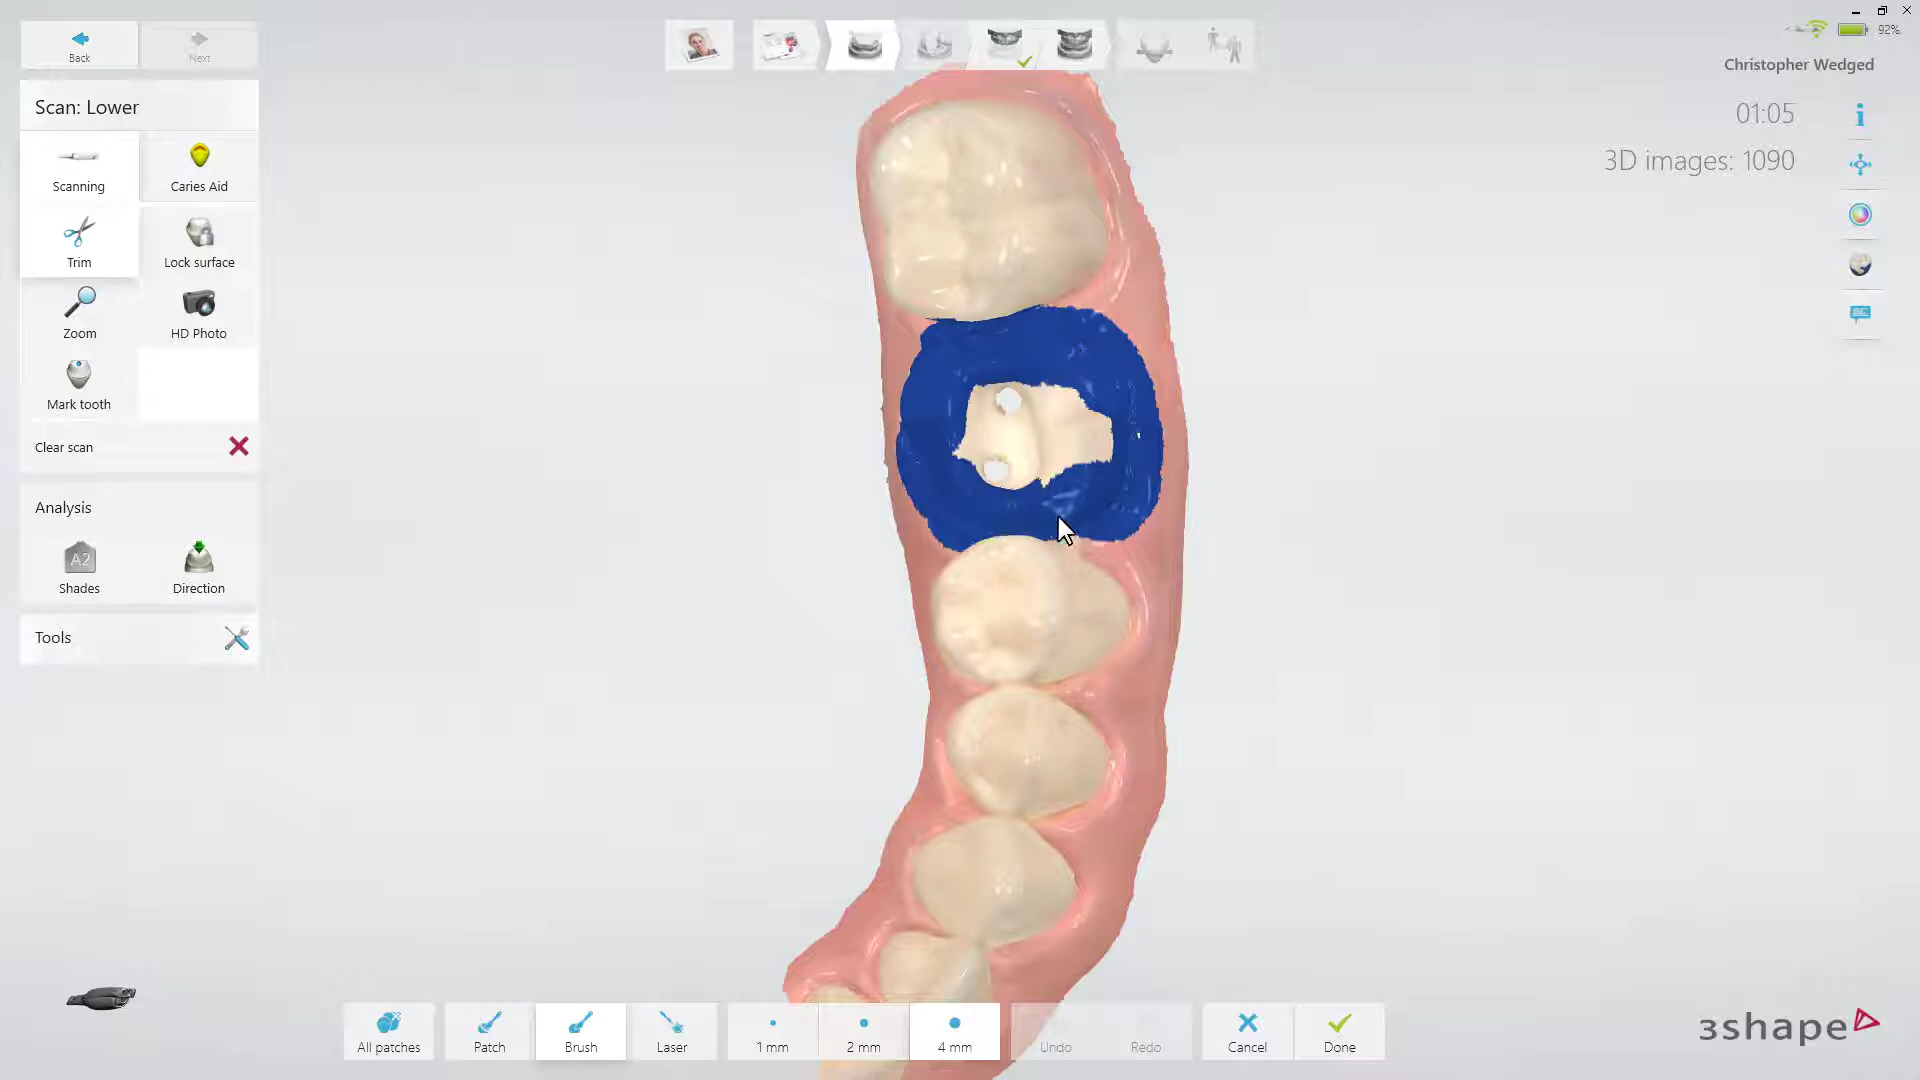 Back
Next
92%
Christopher Wedged
Scan: Lower
01:05
3D images: 1090
Scanning
Caries Aid
Trim
Lock surface
Zoom
HD Photo
Mark tooth
Clear scan
Analysis
A2
Shades
Direction
Tools
All patches
Patch
Brush
Laser
1 mm
2 mm
4 mm
Undo
Redo
Cancel
Done
3shape